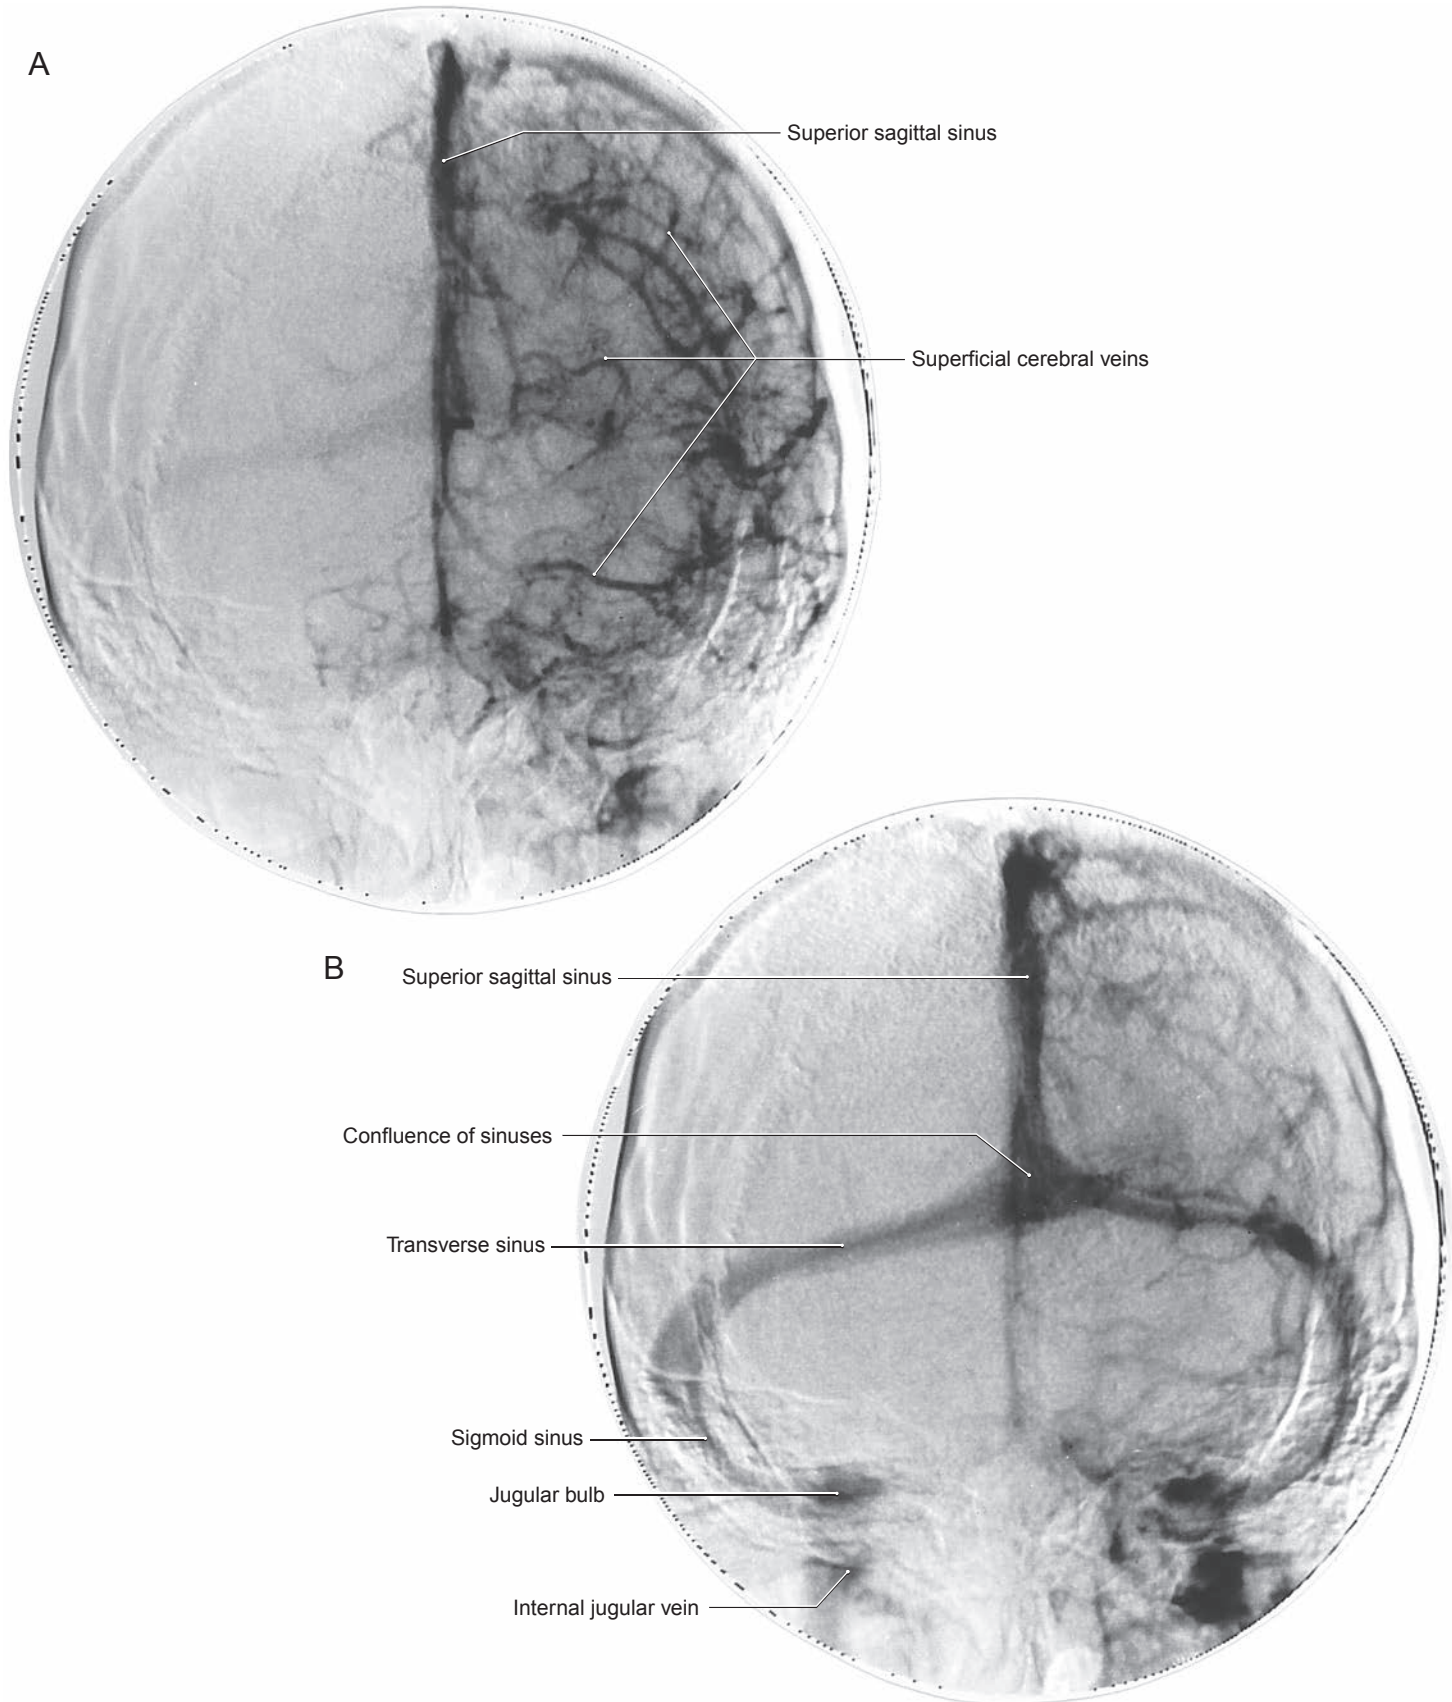 A
Superior sagittal sinus
Superficial cerebral veins
B
Superior sagittal sinus
Confluence of sinuses
Transverse sinus
Sigmoid sinus
Jugular bulb
Internal jugular vein